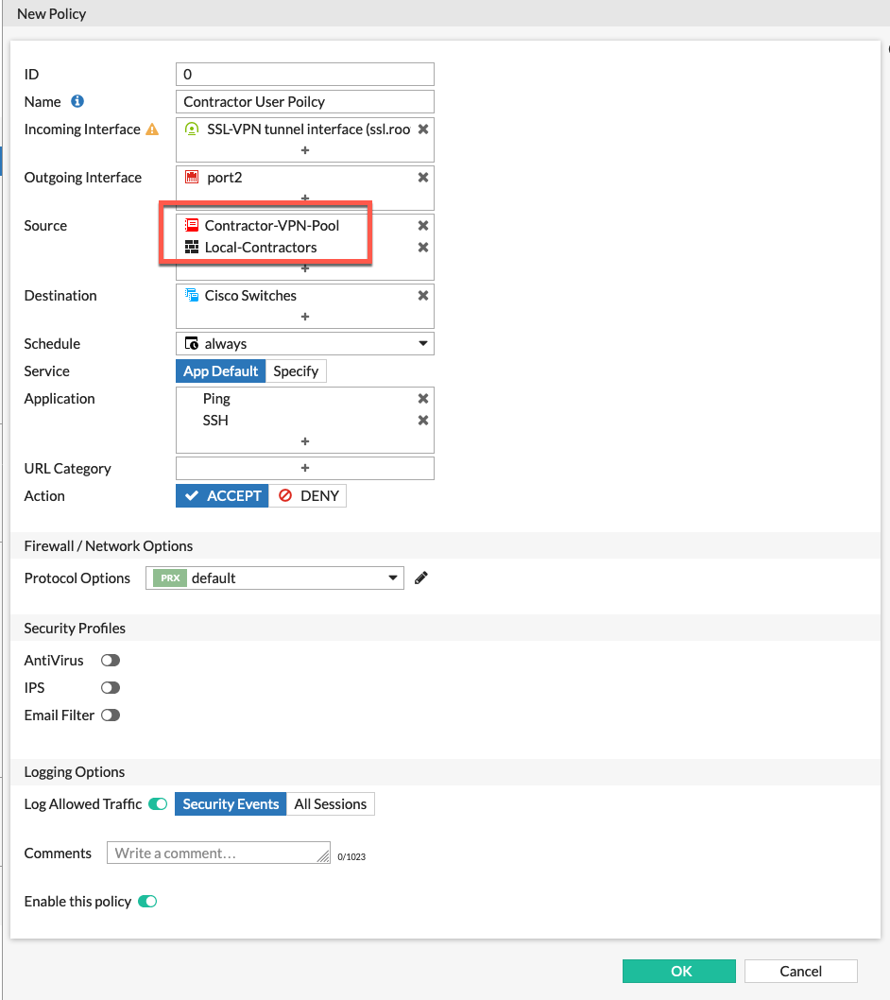 New Policy
ID 0
Name Contractor User Poilcy
Incoming Interface SSL-VPN tunnel interface (ssl.roo
+
Outgoing Interface port2
+
Source Contractor-VPN-Pool
Local-Contractors
+
Destination Cisco Switches
+
Schedule always
Service App Default Specify
Application Ping
SSH
+
URL Category +
Action ACCEPT DENY
Firewall / Network Options
Protocol Options PRX default
Security Profiles
AntiVirus
IPS
Email Filter
Logging Options
Log Allowed Traffic Security Events All Sessions
Comments Write a comment... 0/1023
Enable this policy
OK Cancel